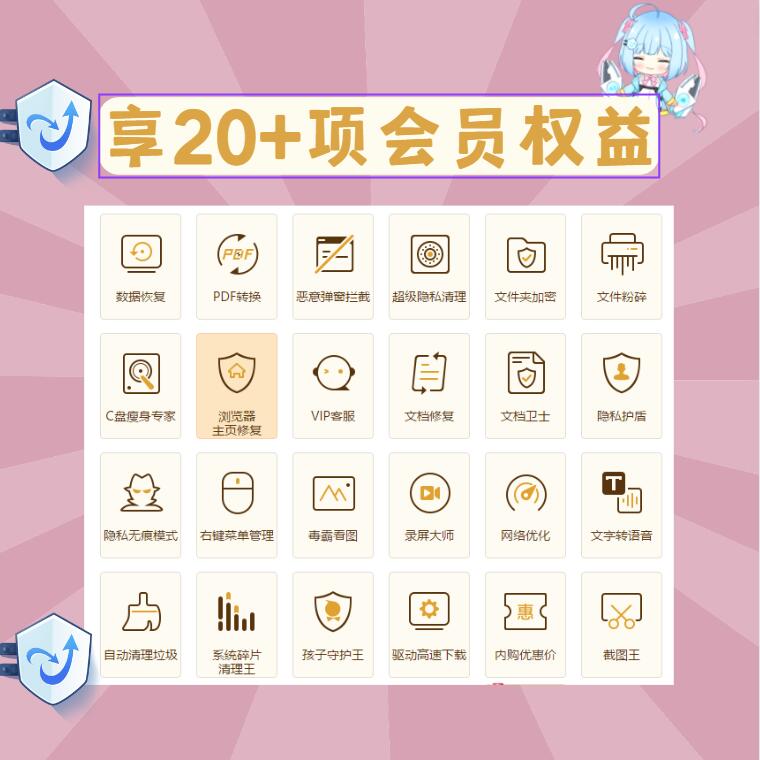 享20+项会员权益
数据恢复
PDF
PDF转换
恶意弹窗拦截
超级隐私清理
文件夹加密
文件粉碎
C盘瘦身专家
浏览器
主页修复
VIP客服
文档修复
文档卫士
隐私护盾
隐私无痕模式
右键菜单管理
毒霸看图
录屏大师
网络优化
T
文字转语音
自动清理垃圾
系统碎片
清理王
孩子守护王
驱动高速下载
惠
内购优惠价
截图王